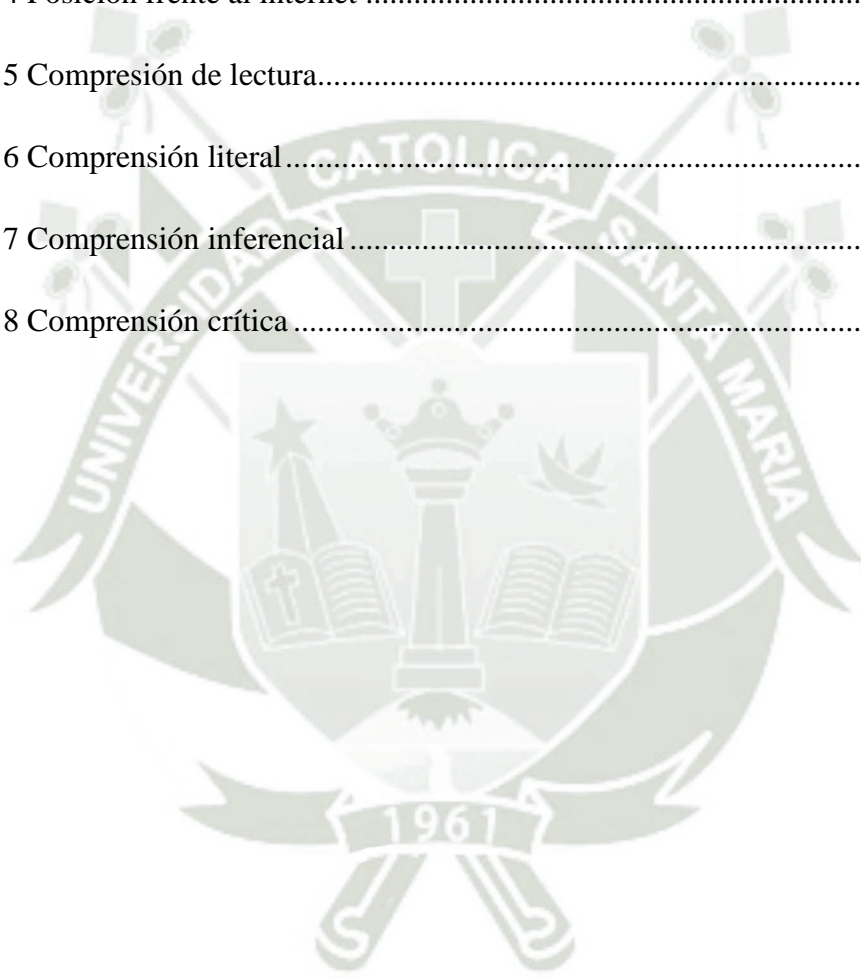 4 Posición frente al internet ..............................................................
5 Compresión de lectura....................................................................
6 Comprensión literal........................................................................
7 Comprensión inferencial ................................................................
8 Comprensión crítica.......................................................................
UNIVERSIDAD CATOLICA SANTA MARIA
1961